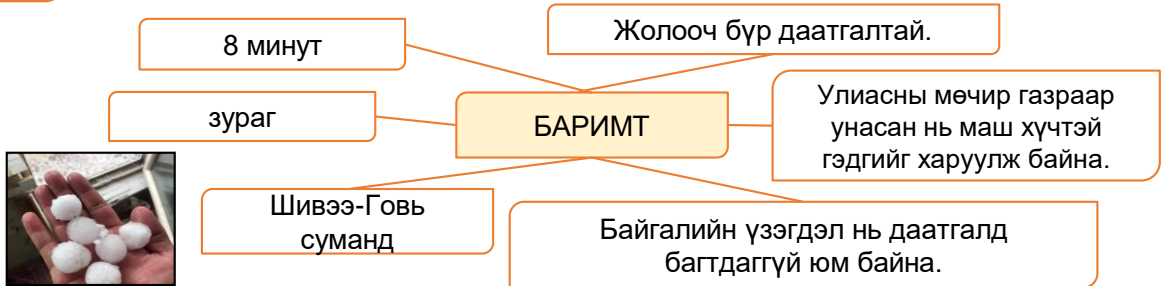 8 минут
Жолооч бүр даатгалтай.
зураг
БАРИМТ
Улиасны мөчир газраар
унасан нь маш хүчтэй
гэдгийг харуулж байна.
Шивээ-Говь
суманд
Байгалийн үзэгдэл нь даатгалд
багтдаггүй юм байна.